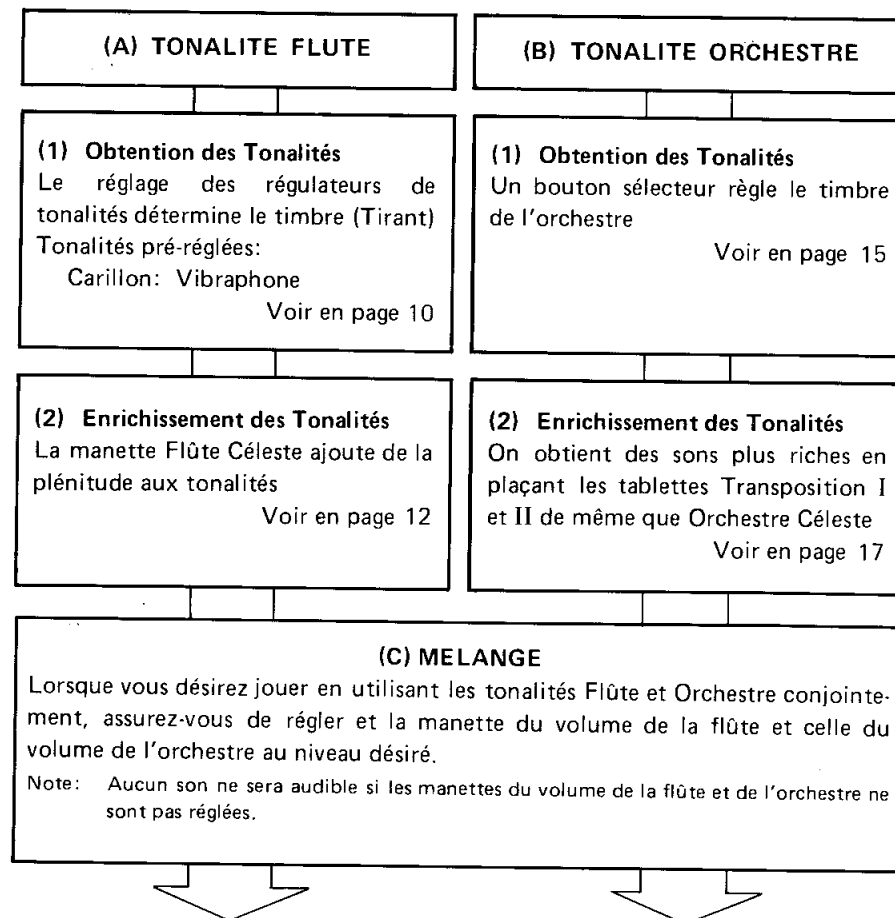 (A) TONALITE FLUTE
(1) Obtention des Tonalités
Le réglage des régulateurs de
tonalités détermine le timbre (Tirant)
Tonalités pré-réglées:
Carillon: Vibraphone
Voir en page 10
(2) Enrichissement des Tonalités
La manette Flûte Céleste ajoute de la
plénitude aux tonalités
Voir en page 12
(B) TONALITE ORCHESTRE
(1) Obtention des Tonalités
Un bouton sélecteur règle le timbre
de l'orchestre
Voir en page 15
(2) Enrichissement des Tonalités
On obtient des sons plus riches en
plaçant les tablettes Transposition I
et II de même que Orchestre Céleste
Voir en page 17
(C) MELANGE
Lorsque vous désirez jouer en utilisant les tonalités Flûte et Orchestre conjointe-
ment, assurez-vous de régler et la manette du volume de la flûte et celle du
volume de l'orchestre au niveau désiré.
Note: Aucun son ne sera audible si les manettes du volume de la flûte et de l'orchestre ne
sont pas réglées.